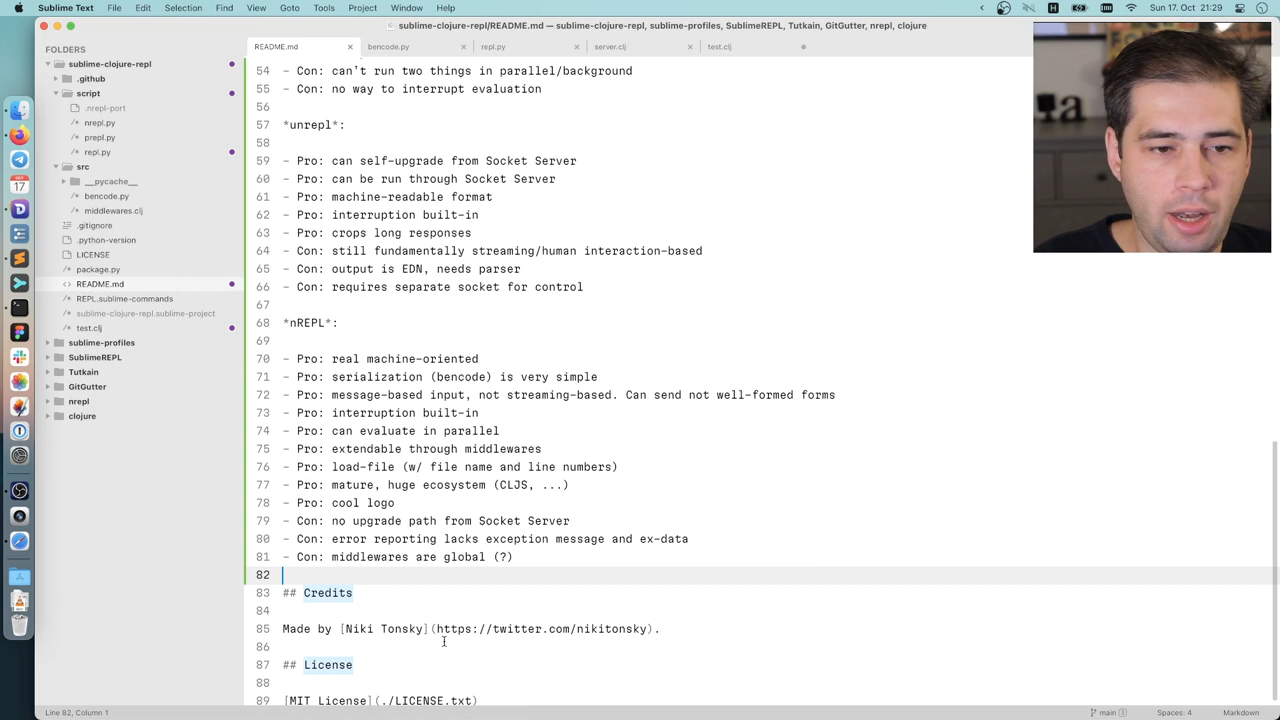 Sublime Text File Edit Selection Find View Goto Tools Project Window Help Sun 17. Oct 21:29
sublime-clojure-repl/README.md — sublime-clojure-repl, sublime-profiles, SublimeREPL, Tutkain, GitGutter, nrepl, clojure
README.md bencode.py repl.py server.clj test.clj
FOLDERS
sublime-clojure-repl
.github
script
.nrepl-port
nrepl.py
prepl.py
repl.py
src
__pycache__
bencode.py
middlewares.clj
.gitignore
.python-version
LICENSE
package.py
README.md
REPL.sublime-commands
sublime-clojure-repl.sublime-project
test.clj
sublime-profiles
SublimeREPL
Tutkain
GitGutter
nrepl
clojure
54 - Con: can't run two things in parallel/background
55 - Con: no way to interrupt evaluation
56
57 *unrepl*:
58
59 - Pro: can self-upgrade from Socket Server
60 - Pro: can be run through Socket Server
61 - Pro: machine-readable format
62 - Pro: interruption built-in
63 - Pro: crops long responses
64 - Con: still fundamentally streaming/human interaction-based
65 - Con: output is EDN, needs parser
66 - Con: requires separate socket for control
67
68 *nREPL*:
69
70 - Pro: real machine-oriented
71 - Pro: serialization (bencode) is very simple
72 - Pro: message-based input, not streaming-based. Can send not well-formed forms
73 - Pro: interruption built-in
74 - Pro: can evaluate in parallel
75 - Pro: extendable through middlewares
76 - Pro: load-file (w/ file name and line numbers)
77 - Pro: mature, huge ecosystem (CLJS, ...)
78 - Pro: cool logo
79 - Con: no upgrade path from Socket Server
80 - Con: error reporting lacks exception message and ex-data
81 - Con: middlewares are global (?)
82
83 ## Credits
84
85 Made by [Niki Tonsky](https://twitter.com/nikitonsky).
86
87 ## License
88
89 [MIT License](./LICENSE.txt)
Line 82, Column 1 main 3 Spaces: 4 Markdown